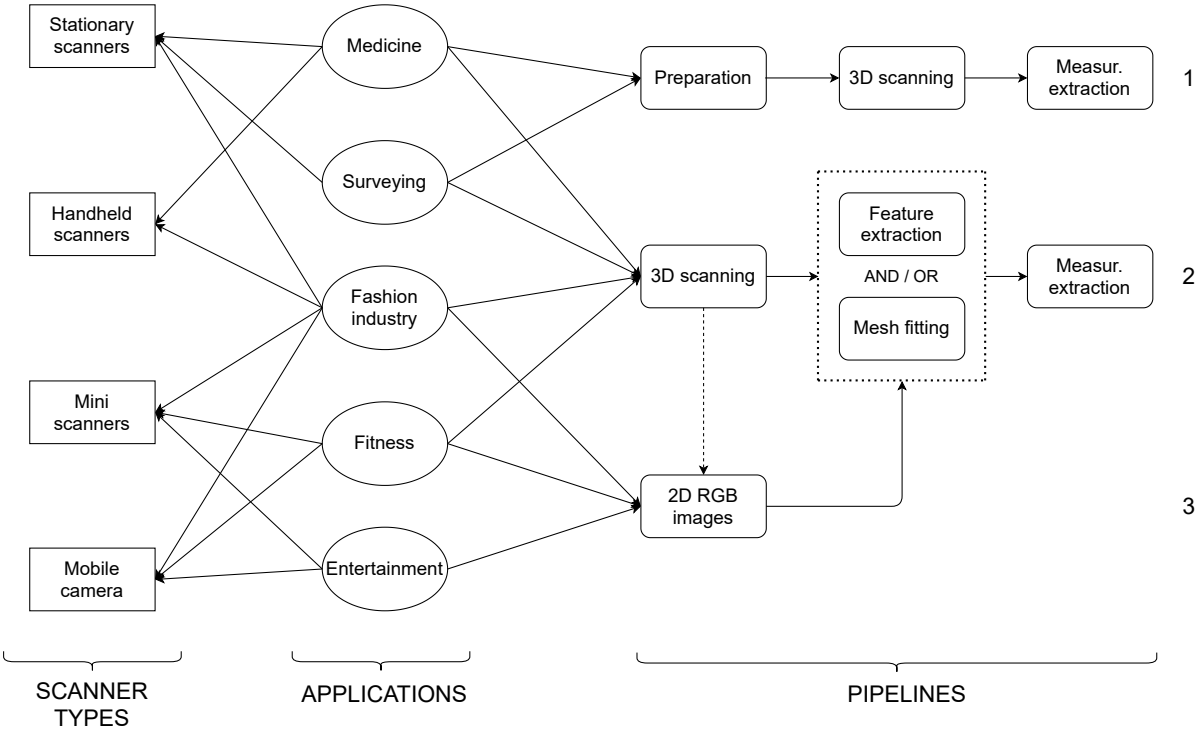 Stationary
scanners
Medicine
Preparation
3D scanning
Measur.
extraction
1
Surveying
Handheld
scanners
Feature
extraction
3D scanning
AND / OR
Measur.
extraction
2
Fashion
industry
Mesh fitting
Mini
scanners
Fitness
2D RGB
images
3
Mobile
camera
Entertainment
SCANNER
TYPES
APPLICATIONS
PIPELINES